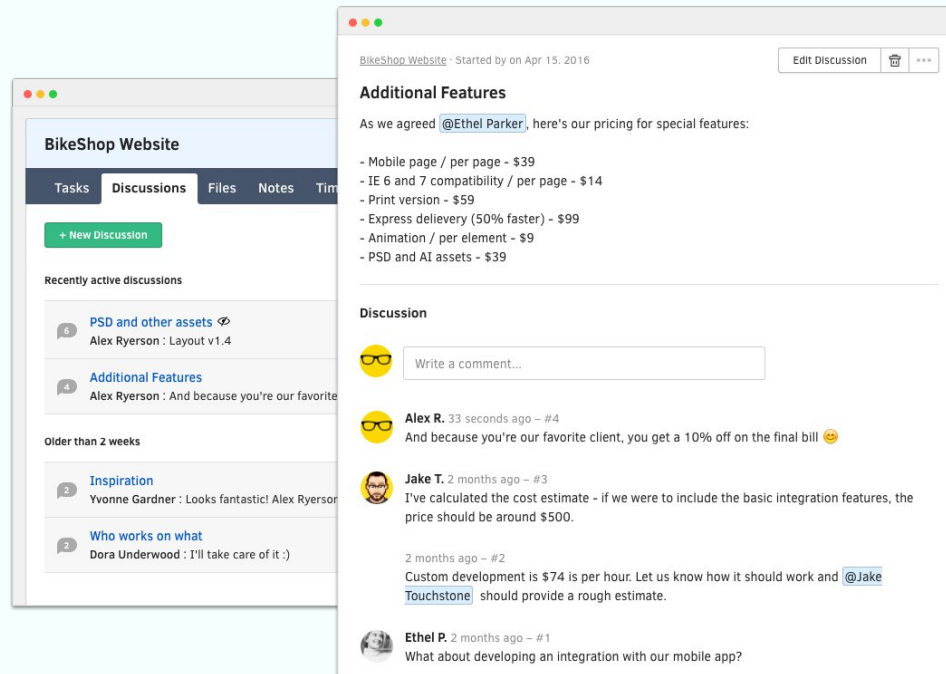 BikeShop Website
Tasks Discussions Files Notes Tim
+ New Discussion
Recently active discussions
6
PSD and other assets
Alex Ryerson : Layout v1.4
4
Additional Features
Alex Ryerson : And because you're our favorite
Older than 2 weeks
2
Inspiration
Yvonne Gardner : Looks fantastic! Alex Ryerson
2
Who works on what
Dora Underwood : I'll take care of it :)
BikeShop Website · Started by on Apr 15. 2016
Edit Discussion
Additional Features
As we agreed @Ethel Parker, here's our pricing for special features:
- Mobile page / per page - $39
- IE 6 and 7 compatibility / per page - $14
- Print version - $59
- Express delievery (50% faster) - $99
- Animation / per element - $9
- PSD and AI assets - $39
Discussion
Write a comment...
Alex R. 33 seconds ago – #4
And because you're our favorite client, you get a 10% off on the final bill 😊
Jake T. 2 months ago – #3
I've calculated the cost estimate - if we were to include the basic integration features, the
price should be around $500.
2 months ago – #2
Custom development is $74 is per hour. Let us know how it should work and @Jake
Touchstone should provide a rough estimate.
Ethel P. 2 months ago – #1
What about developing an integration with our mobile app?